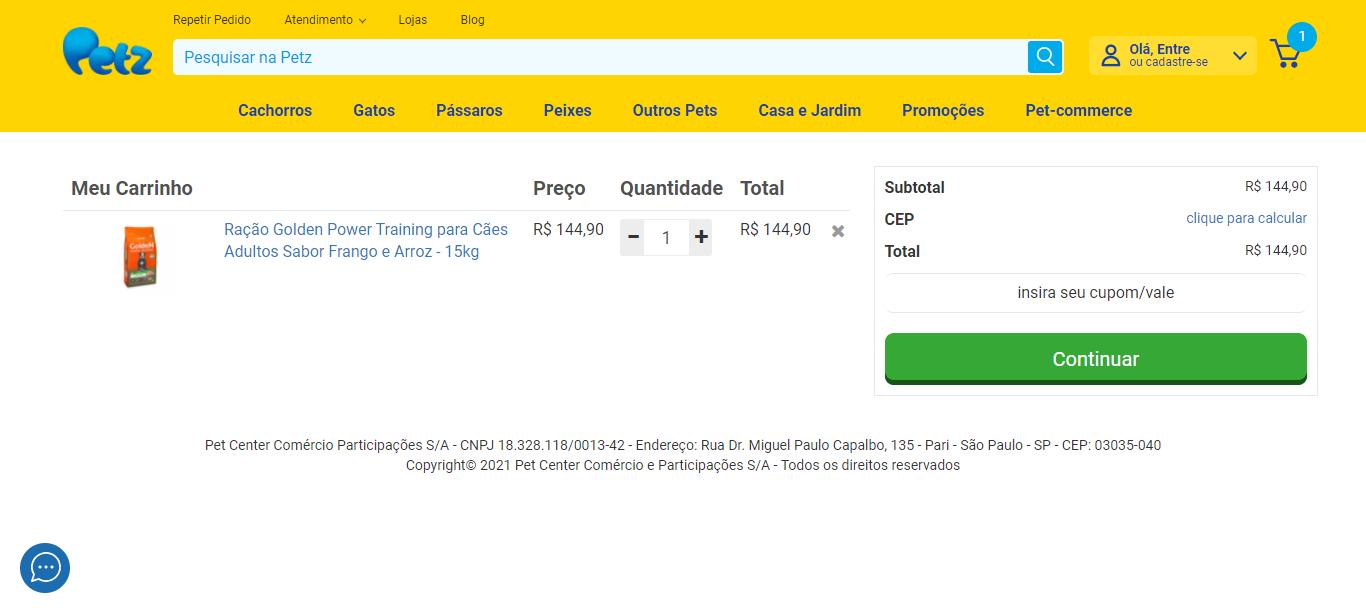 Repetir Pedido Atendimento Lojas Blog
Petz
Pesquisar na Petz
Olá, Entre
ou cadastre-se
1
Cachorros Gatos Pássaros Peixes Outros Pets Casa e Jardim Promoções Pet-commerce
Meu Carrinho Preço Quantidade Total
Ração Golden Power Training para Cães
Adultos Sabor Frango e Arroz - 15kg
R$ 144,90 − 1 + R$ 144,90
Subtotal R$ 144,90
CEP clique para calcular
Total R$ 144,90
insira seu cupom/vale
Continuar
Pet Center Comércio Participações S/A - CNPJ 18.328.118/0013-42 - Endereço: Rua Dr. Miguel Paulo Capalbo, 135 - Pari - São Paulo - SP - CEP: 03035-040
Copyright© 2021 Pet Center Comércio e Participações S/A - Todos os direitos reservados